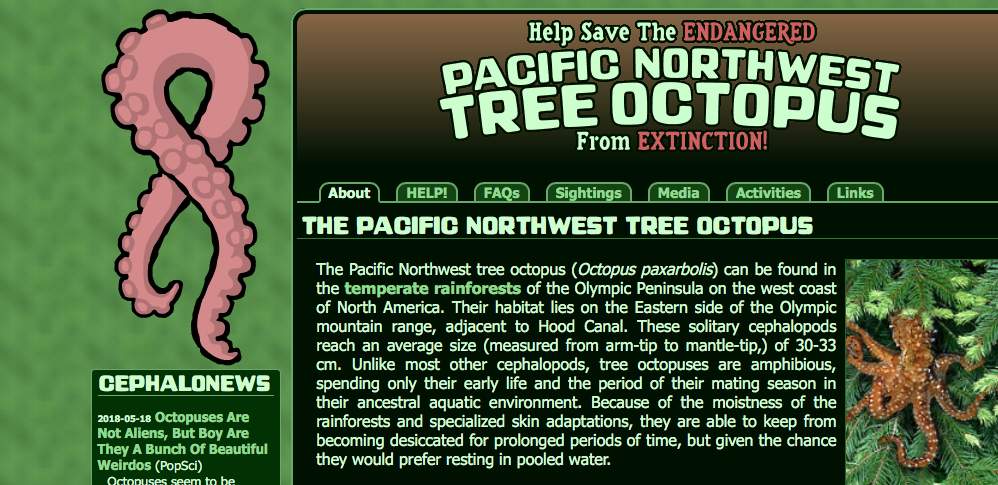 Help Save The ENDANGERED
PACIFIC NORTHWEST
TREE OCTOPUS
From EXTINCTION!
About HELP! FAQs Sightings Media Activities Links
THE PACIFIC NORTHWEST TREE OCTOPUS
The Pacific Northwest tree octopus (Octopus paxarbolis) can be found in
the temperate rainforests of the Olympic Peninsula on the west coast
of North America. Their habitat lies on the Eastern side of the Olympic
mountain range, adjacent to Hood Canal. These solitary cephalopods
reach an average size (measured from arm-tip to mantle-tip,) of 30-33
cm. Unlike most other cephalopods, tree octopuses are amphibious,
spending only their early life and the period of their mating season in
their ancestral aquatic environment. Because of the moistness of the
rainforests and specialized skin adaptations, they are able to keep from
becoming desiccated for prolonged periods of time, but given the chance
they would prefer resting in pooled water.
CEPHALONEWS
2018-05-18 Octopuses Are
Not Aliens, But Boy Are
They A Bunch Of Beautiful
Weirdos (PopSci)
Octopuses seem to be